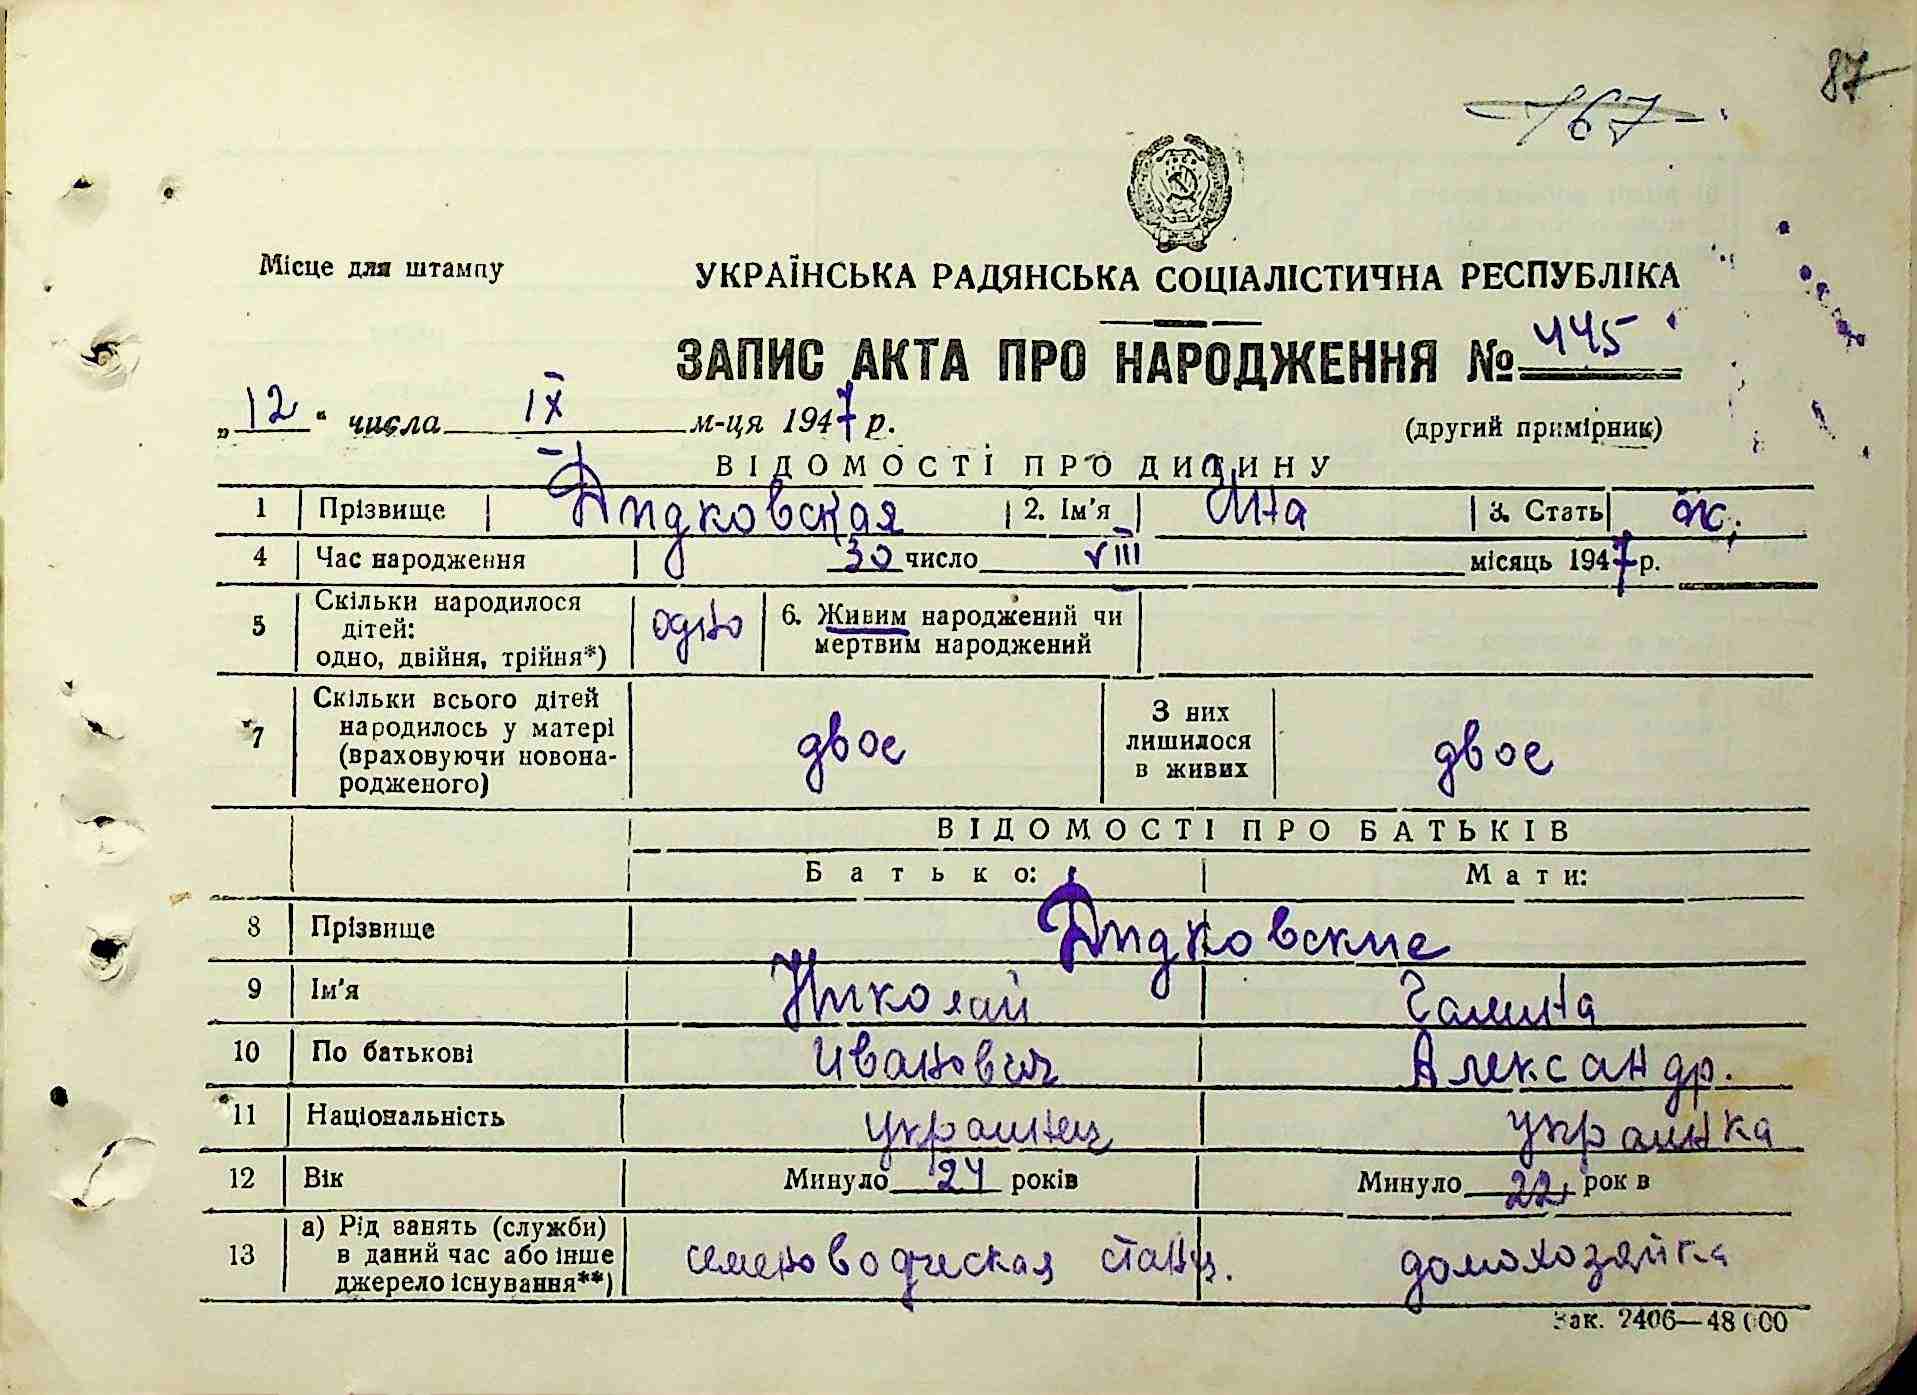 87
167
Місце для штампу
УКРАЇНСЬКА РАДЯНСЬКА СОЦІАЛІСТИЧНА РЕСПУБЛІКА
ЗАПИС АКТА ПРО НАРОДЖЕННЯ № 445
„12“ числа IX м-ця 1947 р. (другий примірник)
ВІДОМОСТІ ПРО ДИТИНУ
1 Прізвище Дидковская 2. Ім'я Инна 3. Стать ж.
4 Час народження 30 число VIII місяць 1947 р.
5 Скільки народилося дітей: одно, двійня, трійня*) одно 6. Живим народжений чи мертвим народжений
7 Скільки всього дітей народилось у матері (враховуючи новонародженого) двое З них лишилося в живих двое
ВІДОМОСТІ ПРО БАТЬКІВ
Батько: Мати:
8 Прізвище Дидковские
9 Ім'я Николай Галина
10 По батькові Иванович Александр.
11 Національність украинец украинка
12 Вік Минуло 24 років Минуло 22 рок в
13 а) Рід занять (служби) в даний час або інше джерело існування**) семеноводческая станц. домохозяйка
Зак. 2406—48000